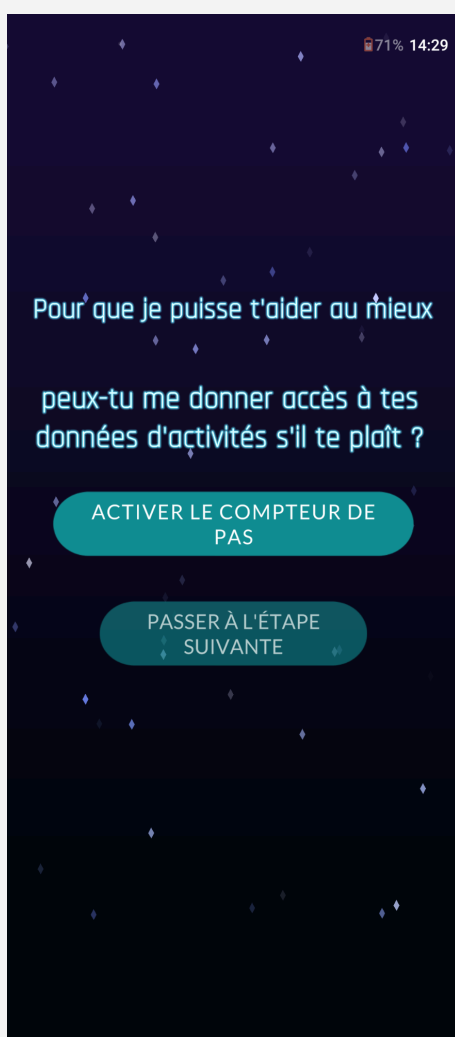 71% 14:29
Pour que je puisse t'aider au mieux
peux-tu me donner accès à tes
données d'activités s'il te plaît ?
ACTIVER LE COMPTEUR DE
PAS
PASSER À L'ÉTAPE
SUIVANTE